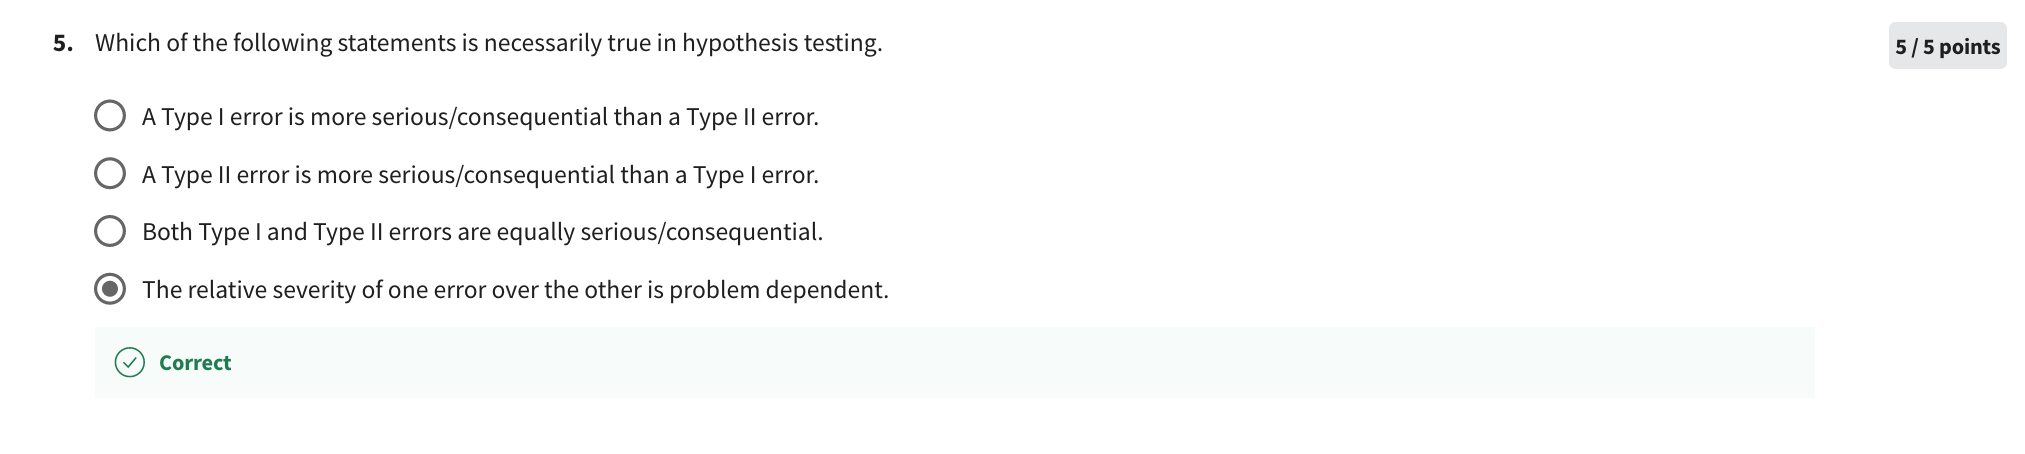 5. Which of the following statements is necessarily true in hypothesis testing.
5 / 5 points
A Type I error is more serious/consequential than a Type II error.
A Type II error is more serious/consequential than a Type I error.
Both Type I and Type II errors are equally serious/consequential.
The relative severity of one error over the other is problem dependent.
Correct